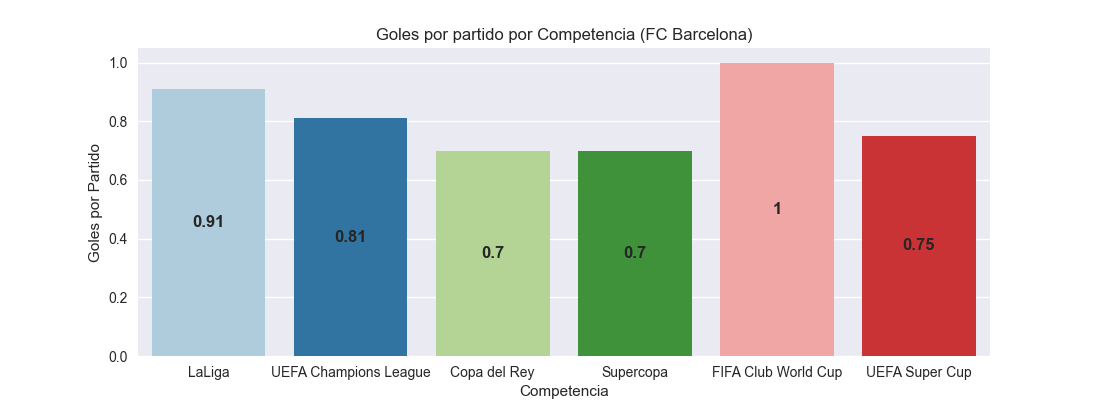 Goles por partido por Competencia (FC Barcelona)
Goles por Partido
1.0
0.8
0.6
0.4
0.2
0.0
0.91
0.81
0.7
0.7
1
0.75
LaLiga
UEFA Champions League
Copa del Rey
Supercopa
FIFA Club World Cup
UEFA Super Cup
Competencia